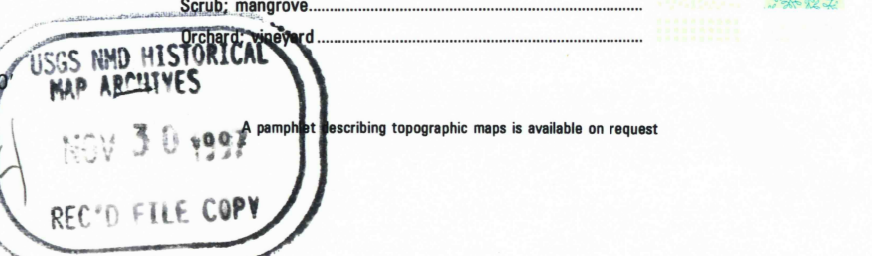 Scrub; mangrove
Orchard; vineyard
USGS NMD HISTORICAL
MAP ARCHIVES
A pamphlet describing topographic maps is available on request
NOV 30 1997
REC'D FILE COPY